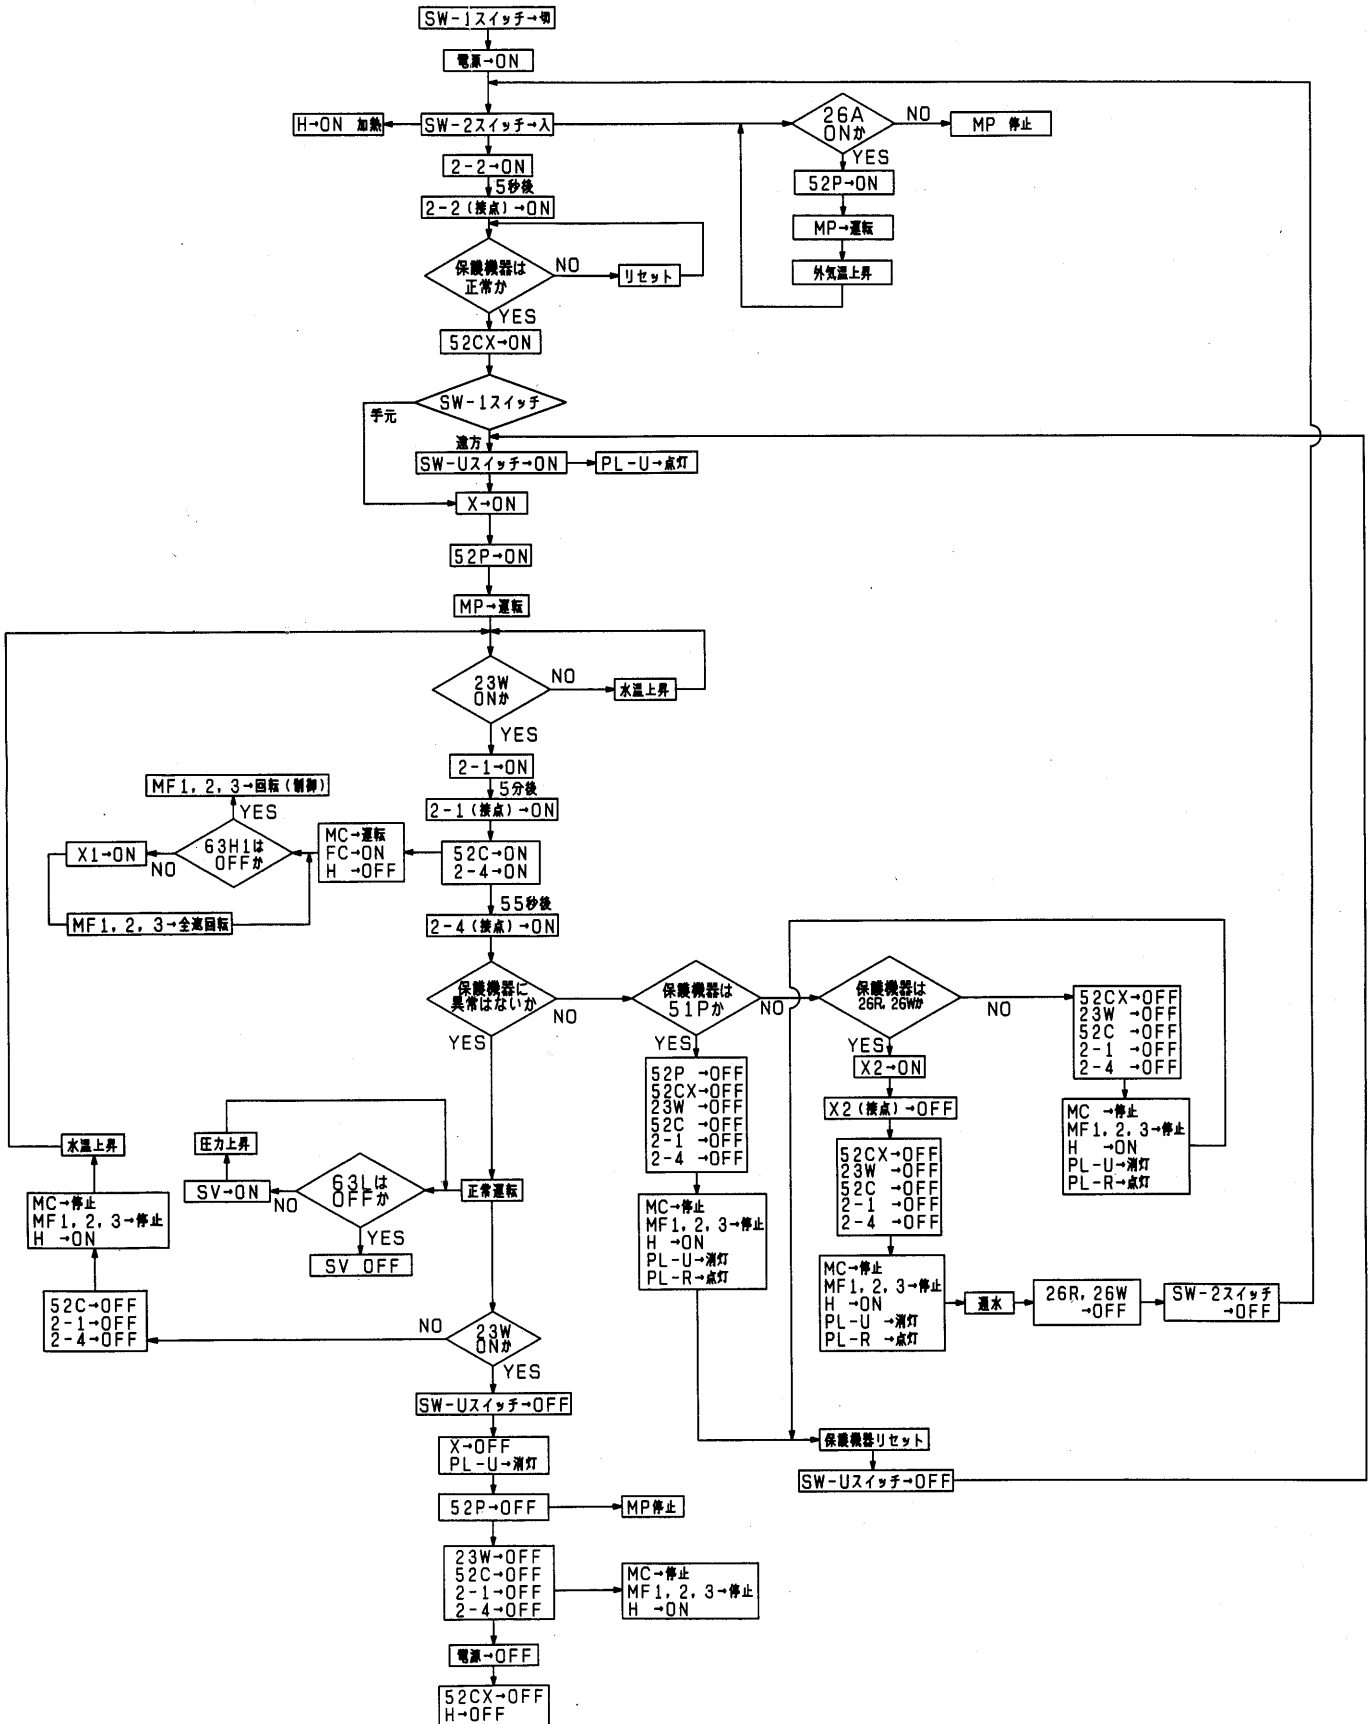 SW-1スイッチ→切
電源→ON
H→ON 加熱
SW-2スイッチ→入
26A
ONか
NO
MP 停止
YES
52P→ON
MP→運転
外気温上昇
2-2→ON
5秒後
2-2(接点)→ON
保護機器は
正常か
NO
リセット
YES
52CX→ON
SW-1スイッチ
手元
遠方
SW-Uスイッチ→ON
PL-U→点灯
X→ON
52P→ON
MP→運転
23W
ONか
NO
水温上昇
YES
2-1→ON
5分後
2-1(接点)→ON
MF1,2,3→回転(制御)
YES
63H1は
OFFか
NO
X1→ON
MF1,2,3→全速回転
MC→運転
FC→ON
H →OFF
52C→ON
2-4→ON
55秒後
2-4(接点)→ON
保護機器に
異常はないか
NO
YES
保護機器は
51Pか
NO
YES
保護機器は
26R,26Wか
NO
YES
52CX→OFF
23W →OFF
52C →OFF
2-1 →OFF
2-4 →OFF
MC →停止
MF1,2,3→停止
H →ON
PL-U→消灯
PL-R→点灯
52P →OFF
52CX→OFF
23W →OFF
52C →OFF
2-1 →OFF
2-4 →OFF
MC→停止
MF1,2,3→停止
H →ON
PL-U→消灯
PL-R→点灯
X2→ON
X2(接点)→OFF
52CX→OFF
23W →OFF
52C →OFF
2-1 →OFF
2-4 →OFF
MC→停止
MF1,2,3→停止
H →ON
PL-U →消灯
PL-R →点灯
通水
26R,26W
→OFF
SW-2スイッチ
→OFF
水温上昇
圧力上昇
SV→ON
NO
63Lは
OFFか
YES
SV OFF
正常運転
MC→停止
MF1,2,3→停止
H →ON
52C→OFF
2-1→OFF
2-4→OFF
NO
23W
ONか
YES
SW-Uスイッチ→OFF
X→OFF
PL-U→消灯
52P→OFF
MP停止
23W→OFF
52C→OFF
2-1→OFF
2-4→OFF
MC→停止
MF1,2,3→停止
H →ON
電源→OFF
52CX→OFF
H→OFF
保護機器リセット
SW-Uスイッチ→OFF